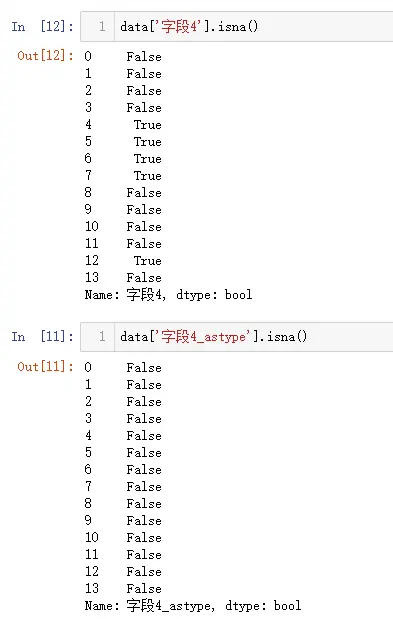 In [12]: 1 data['字段4'].isna()
Out[12]: 0 False
1 False
2 False
3 False
4 True
5 True
6 True
7 True
8 False
9 False
10 False
11 False
12 True
13 False
Name: 字段4, dtype: bool
In [11]: 1 data['字段4_astype'].isna()
Out[11]: 0 False
1 False
2 False
3 False
4 False
5 False
6 False
7 False
8 False
9 False
10 False
11 False
12 False
13 False
Name: 字段4_astype, dtype: bool